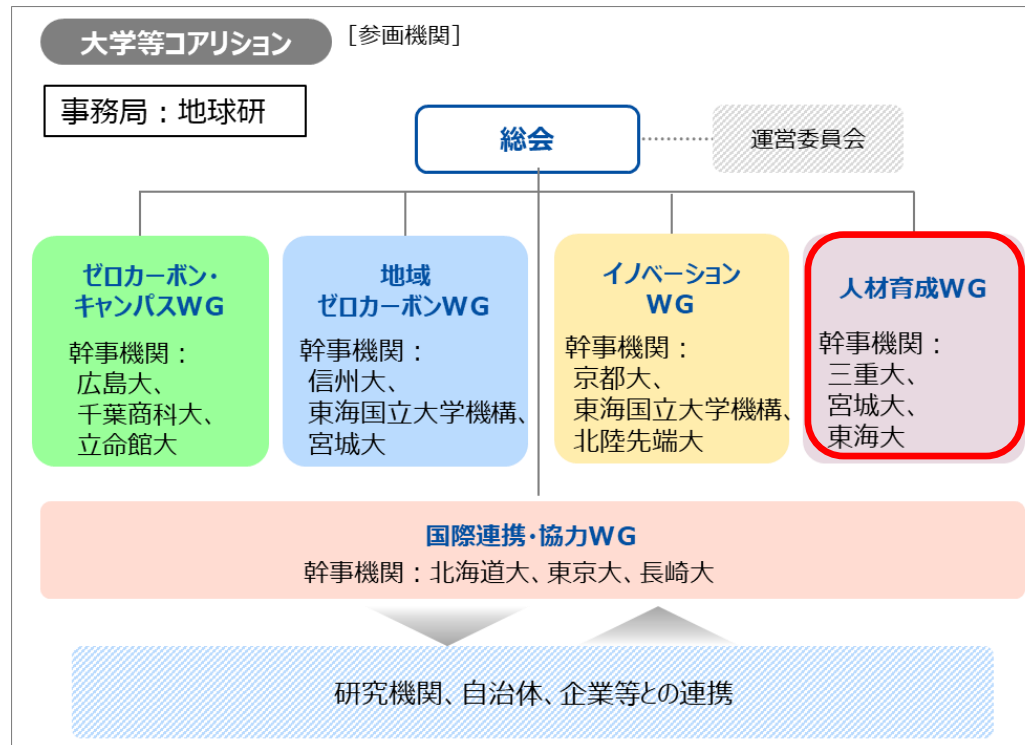 大学等コアリション
[参画機関]
事務局：地球研
総会
運営委員会
ゼロカーボン・
キャンパスWG
幹事機関：
広島大、
千葉商科大、
立命館大
地域
ゼロカーボンWG
幹事機関：
信州大、
東海国立大学機構、
宮城大
イノベーション
WG
幹事機関：
京都大、
東海国立大学機構、
北陸先端大
人材育成WG
幹事機関：
三重大、
宮城大、
東海大
国際連携・協力WG
幹事機関：北海道大、東京大、長崎大
研究機関、自治体、企業等との連携